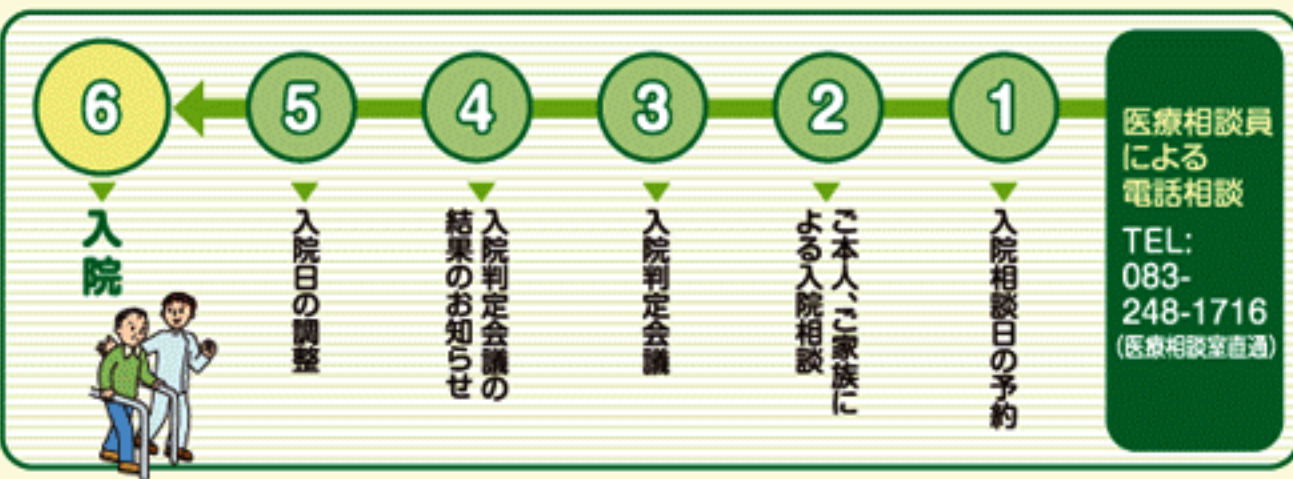 医療相談員
による
電話相談
TEL:
083-
248-1716
(医療相談室直通)
1
入院相談日の予約
2
ご本人、ご家族に
よる入院相談
3
入院判定会議
4
入院判定会議の
結果のお知らせ
5
入院日の調整
6
入院